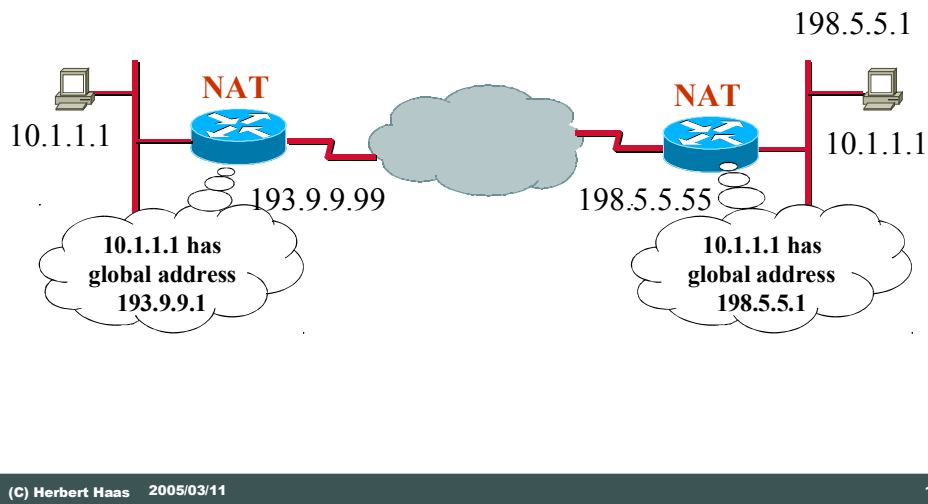 198.5.5.1
NAT
NAT
10.1.1.1
10.1.1.1
193.9.9.99
198.5.5.55
10.1.1.1 has
global address
193.9.9.1
10.1.1.1 has
global address
198.5.5.1
(C) Herbert Haas 2005/03/11
1